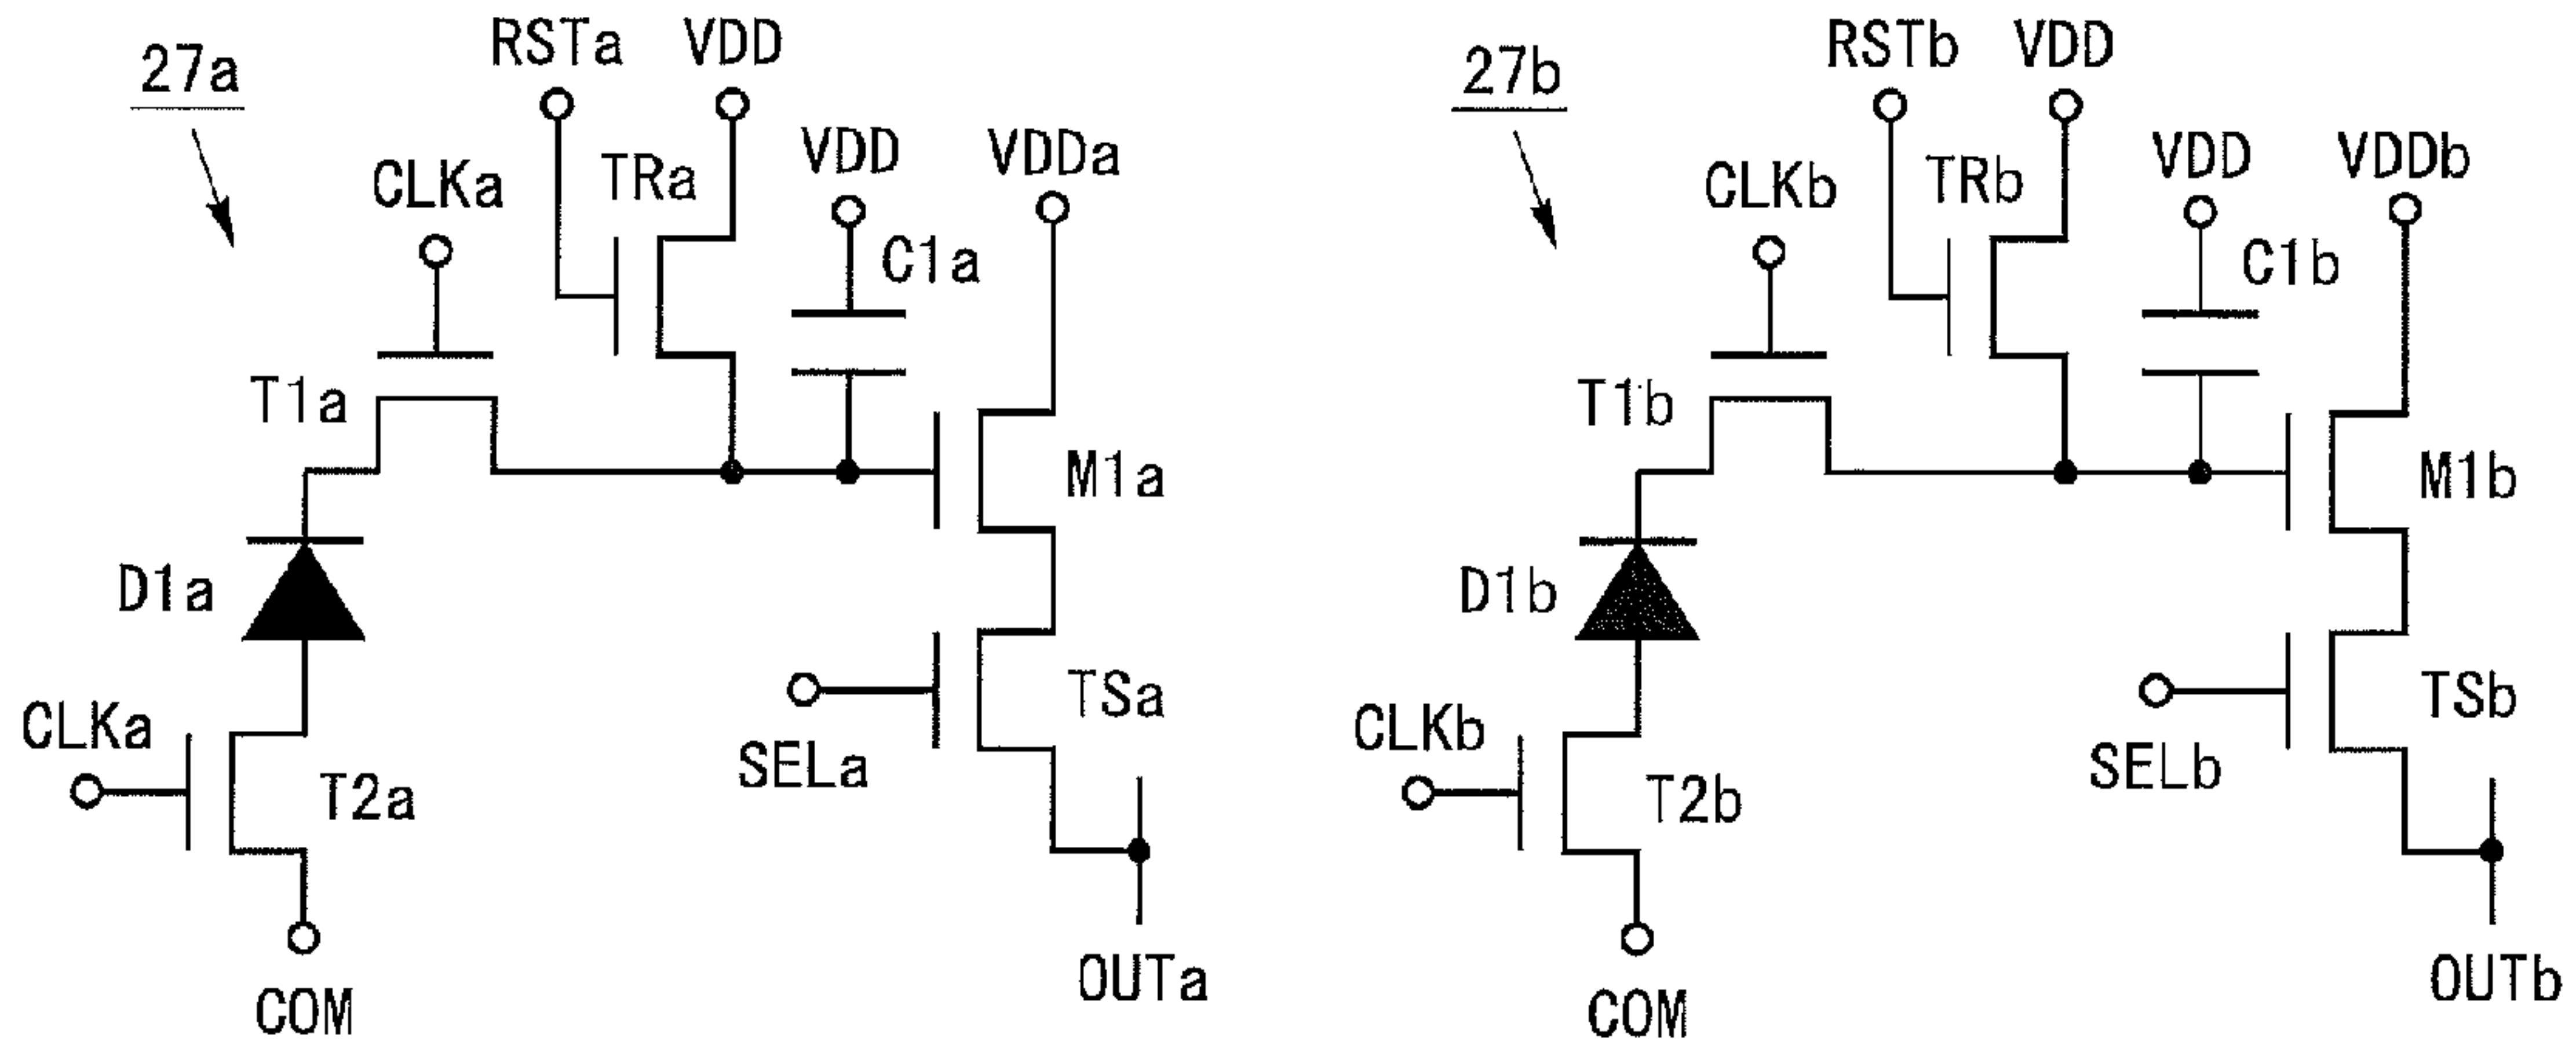 27a
RSTa
VDD
CLKa
TRa
VDD
VDDa
C1a
T1a
M1a
D1a
TSa
CLKa
SELa
T2a
OUTa
COM
27b
RSTb
VDD
CLKb
TRb
VDD
VDDb
C1b
T1b
M1b
D1b
TSb
CLKb
SELb
T2b
OUTb
COM